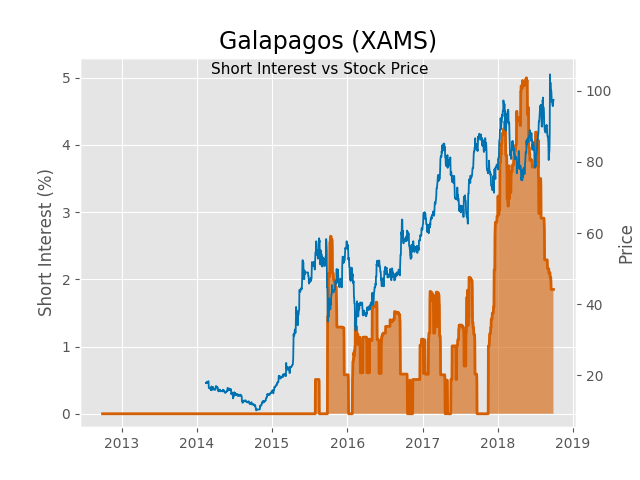 Galapagos (XAMS)
Short Interest vs Stock Price
Short Interest (%)
5
4
3
2
1
0
100
80
60
40
20
Price
2013 2014 2015 2016 2017 2018 2019